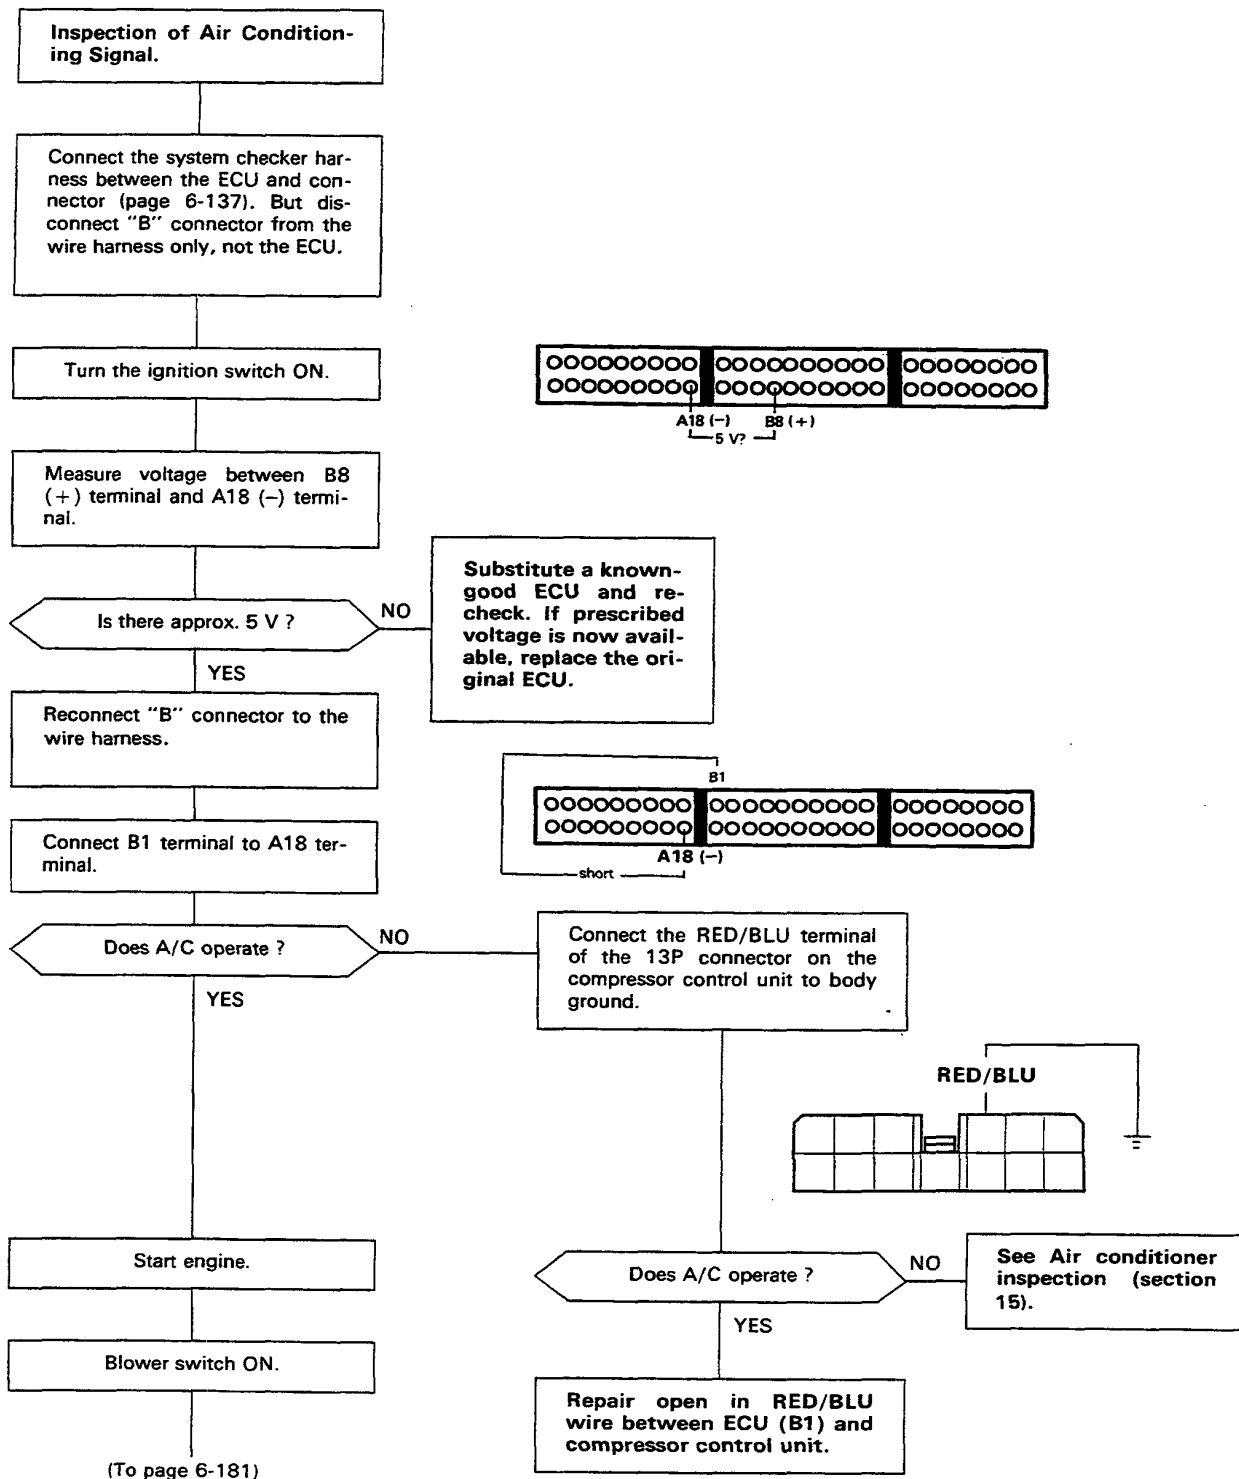 Inspection of Air Condition-
ing Signal.
Connect the system checker har-
ness between the ECU and con-
nector (page 6-137). But dis-
connect "B" connector from the
wire harness only, not the ECU.
Turn the ignition switch ON.
A18 (–) B8 (+)
5 V?
Measure voltage between B8
(+) terminal and A18 (–) termi-
nal.
Is there approx. 5 V ?
NO
Substitute a known-
good ECU and re-
check. If prescribed
voltage is now avail-
able, replace the ori-
ginal ECU.
YES
Reconnect "B" connector to the
wire harness.
B1
A18 (–)
short
Connect B1 terminal to A18 ter-
minal.
Does A/C operate ?
NO
Connect the RED/BLU terminal
of the 13P connector on the
compressor control unit to body
ground.
YES
RED/BLU
Start engine.
Does A/C operate ?
NO
See Air conditioner
inspection (section
15).
YES
Blower switch ON.
Repair open in RED/BLU
wire between ECU (B1) and
compressor control unit.
(To page 6-181)